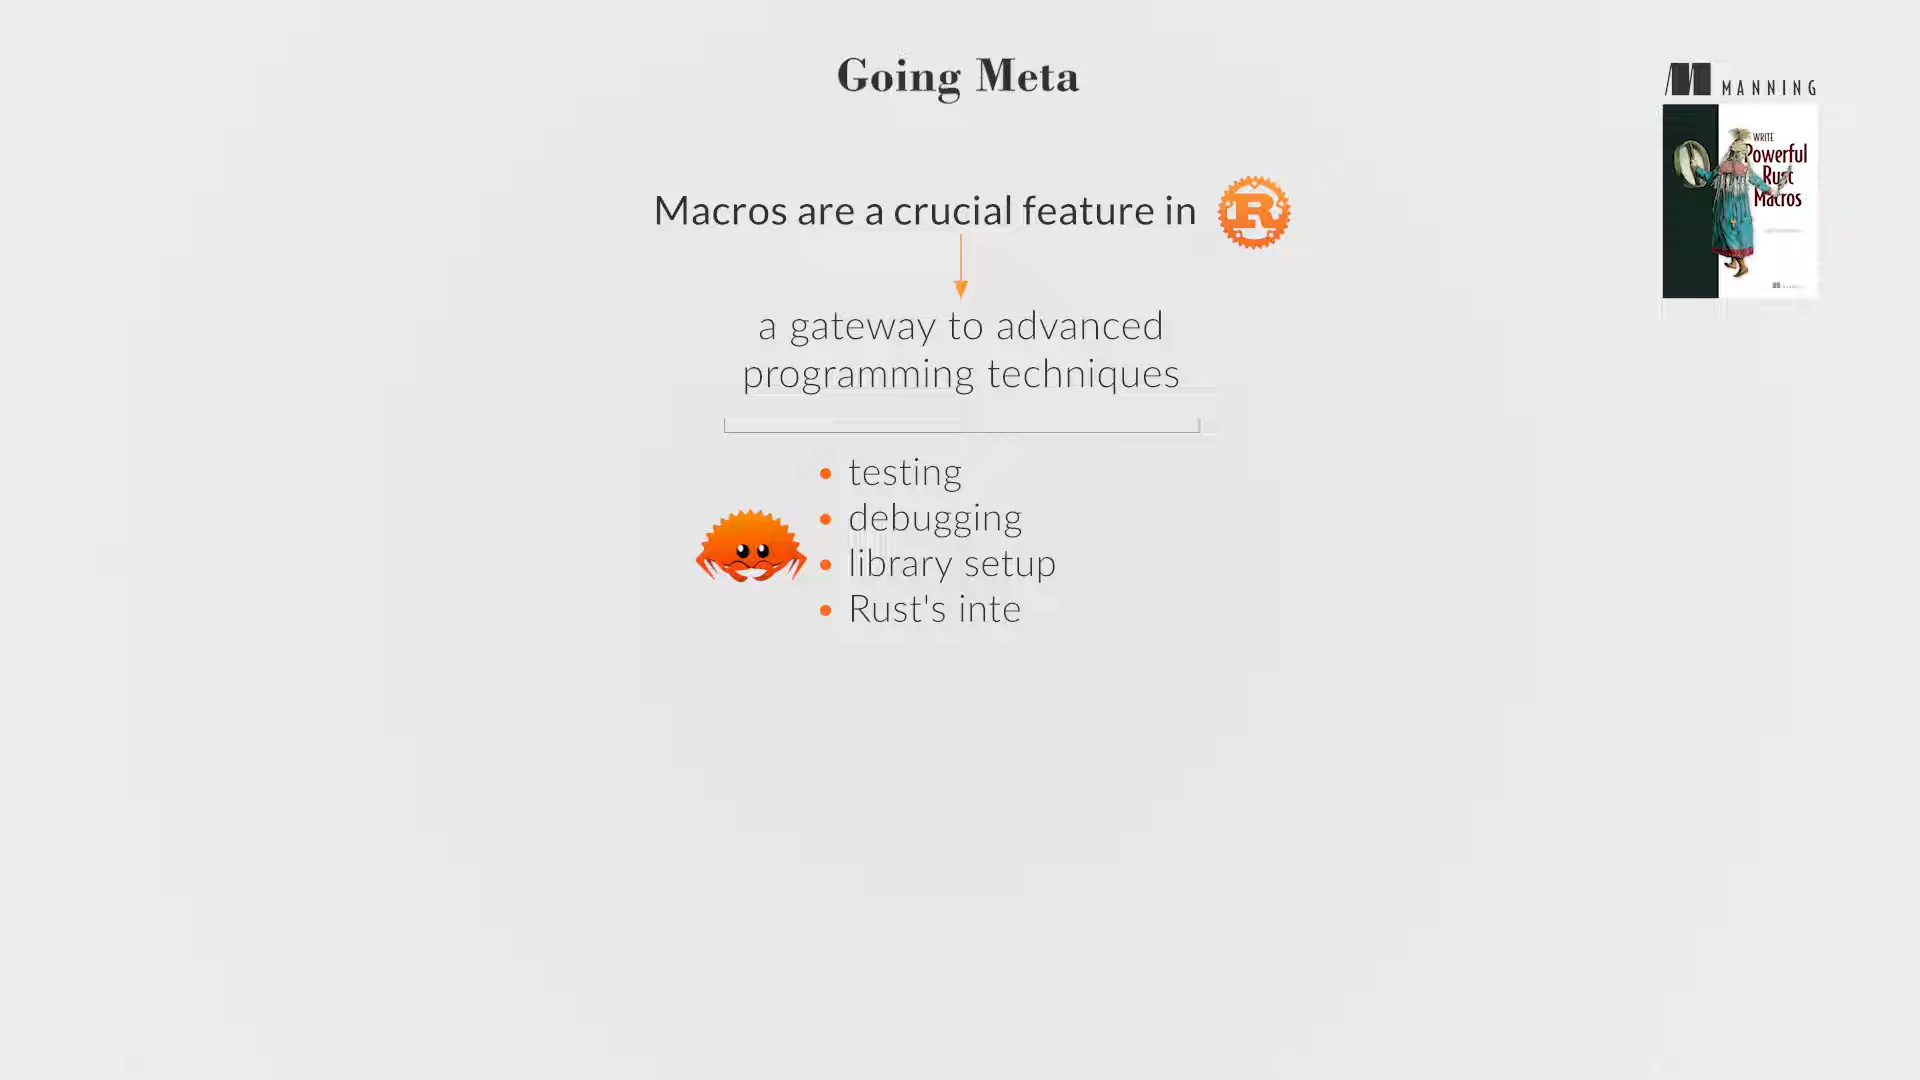 Going Meta
MANNING
WRITE
Powerful
Rust
Macros
Macros are a crucial feature in
a gateway to advanced
programming techniques
• testing
• debugging
• library setup
• Rust's inte